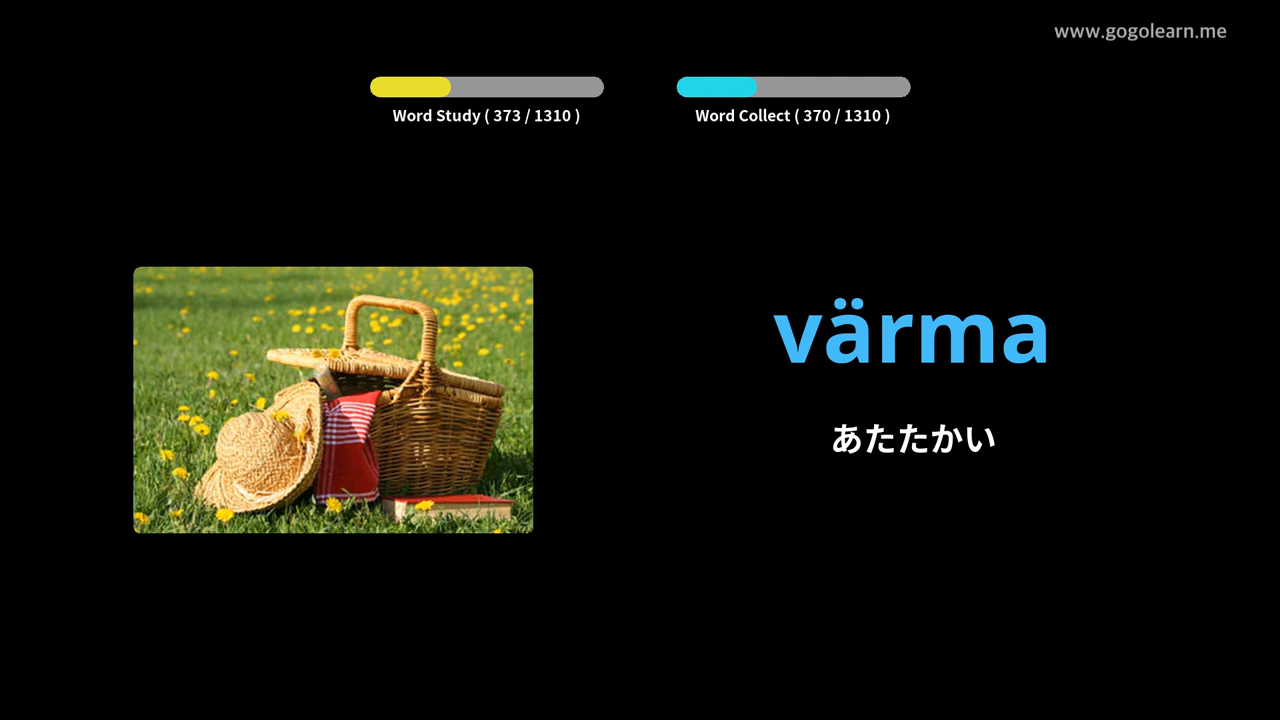 www.gogolearn.me
Word Study ( 373 / 1310 )
Word Collect ( 370 / 1310 )
värma
あたたかい